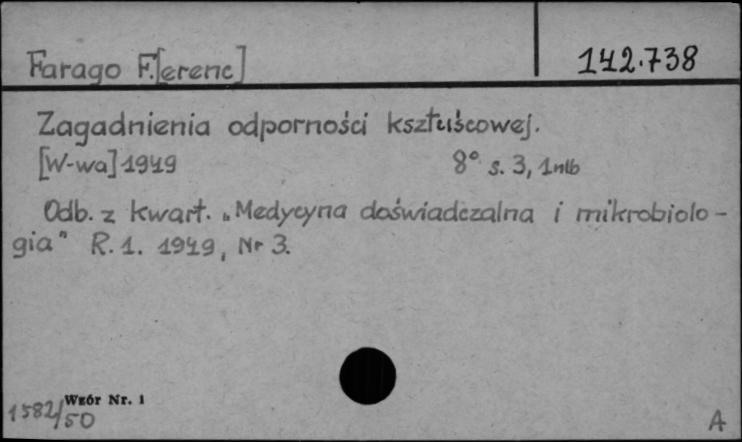 Farago F.[erenc]
142.738
Zagadnienia odporności krztuścowej.
[W-wa] 1949
8° s. 3, 1nlb
Odb. z kwart. „Medycyna doświadczalna i mikrobiolo-
gia" R. 1. 1949, Nr 3.
Wzór Nr. 1
1582/50
A